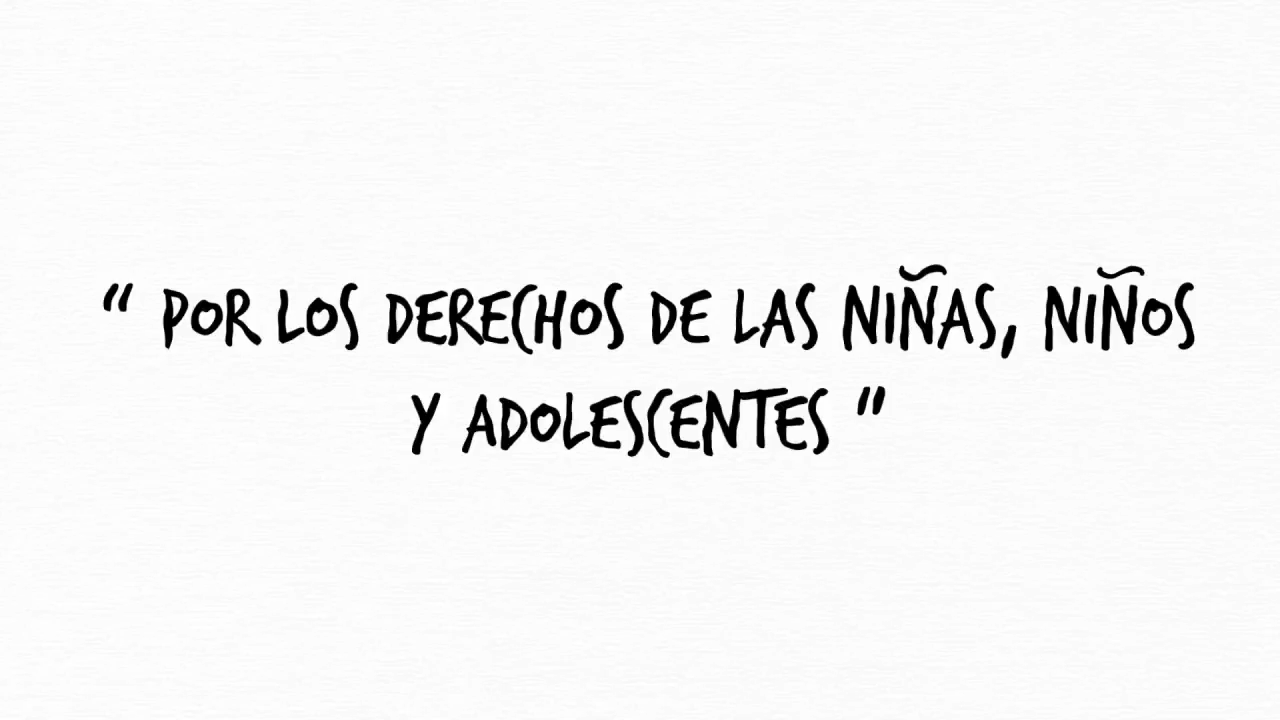 “ POR LOS DERECHOS DE LAS NIÑAS, NIÑOS
Y ADOLESCENTES ”